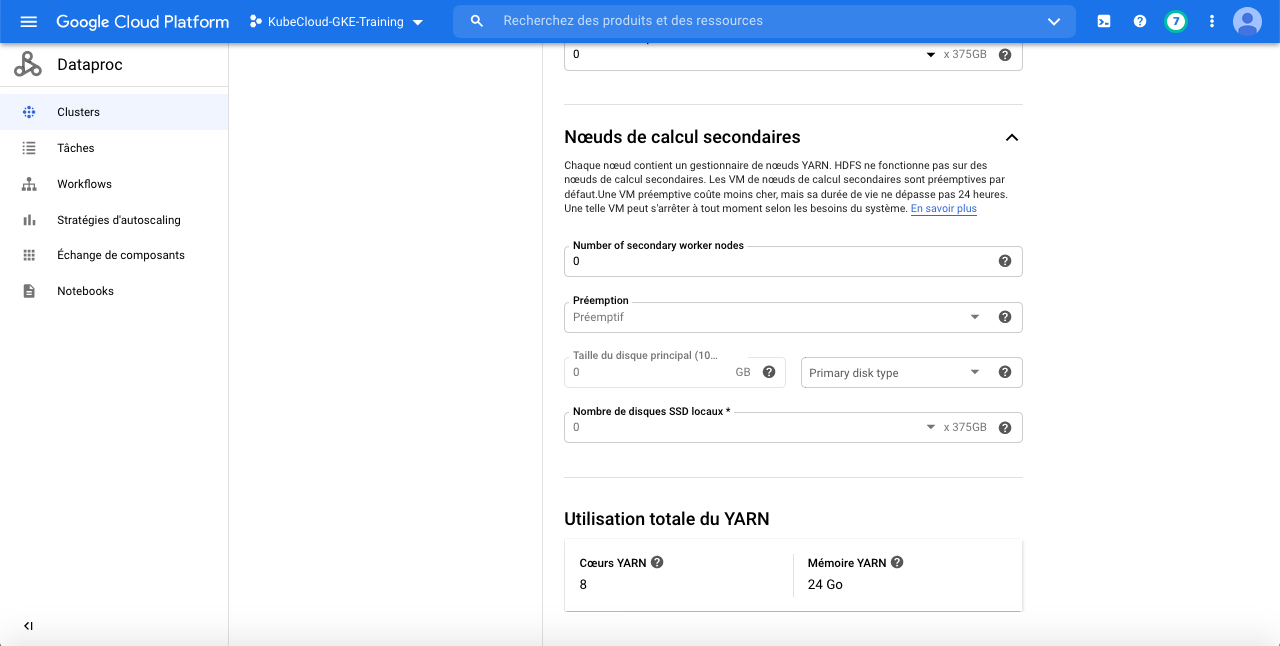 Google Cloud Platform
KubeCloud-GKE-Training
Recherchez des produits et des ressources
7
Dataproc
Clusters
Tâches
Workflows
Stratégies d'autoscaling
Échange de composants
Notebooks
0
x 375GB
Nœuds de calcul secondaires
Chaque nœud contient un gestionnaire de nœuds YARN. HDFS ne fonctionne pas sur des
nœuds de calcul secondaires. Les VM de nœuds de calcul secondaires sont préemptives par
défaut.Une VM préemptive coûte moins cher, mais sa durée de vie ne dépasse pas 24 heures.
Une telle VM peut s'arrêter à tout moment selon les besoins du système. En savoir plus
Number of secondary worker nodes
0
Préemption
Préemptif
Taille du disque principal (10…
0 GB
Primary disk type
Nombre de disques SSD locaux *
0
x 375GB
Utilisation totale du YARN
Cœurs YARN
8
Mémoire YARN
24 Go